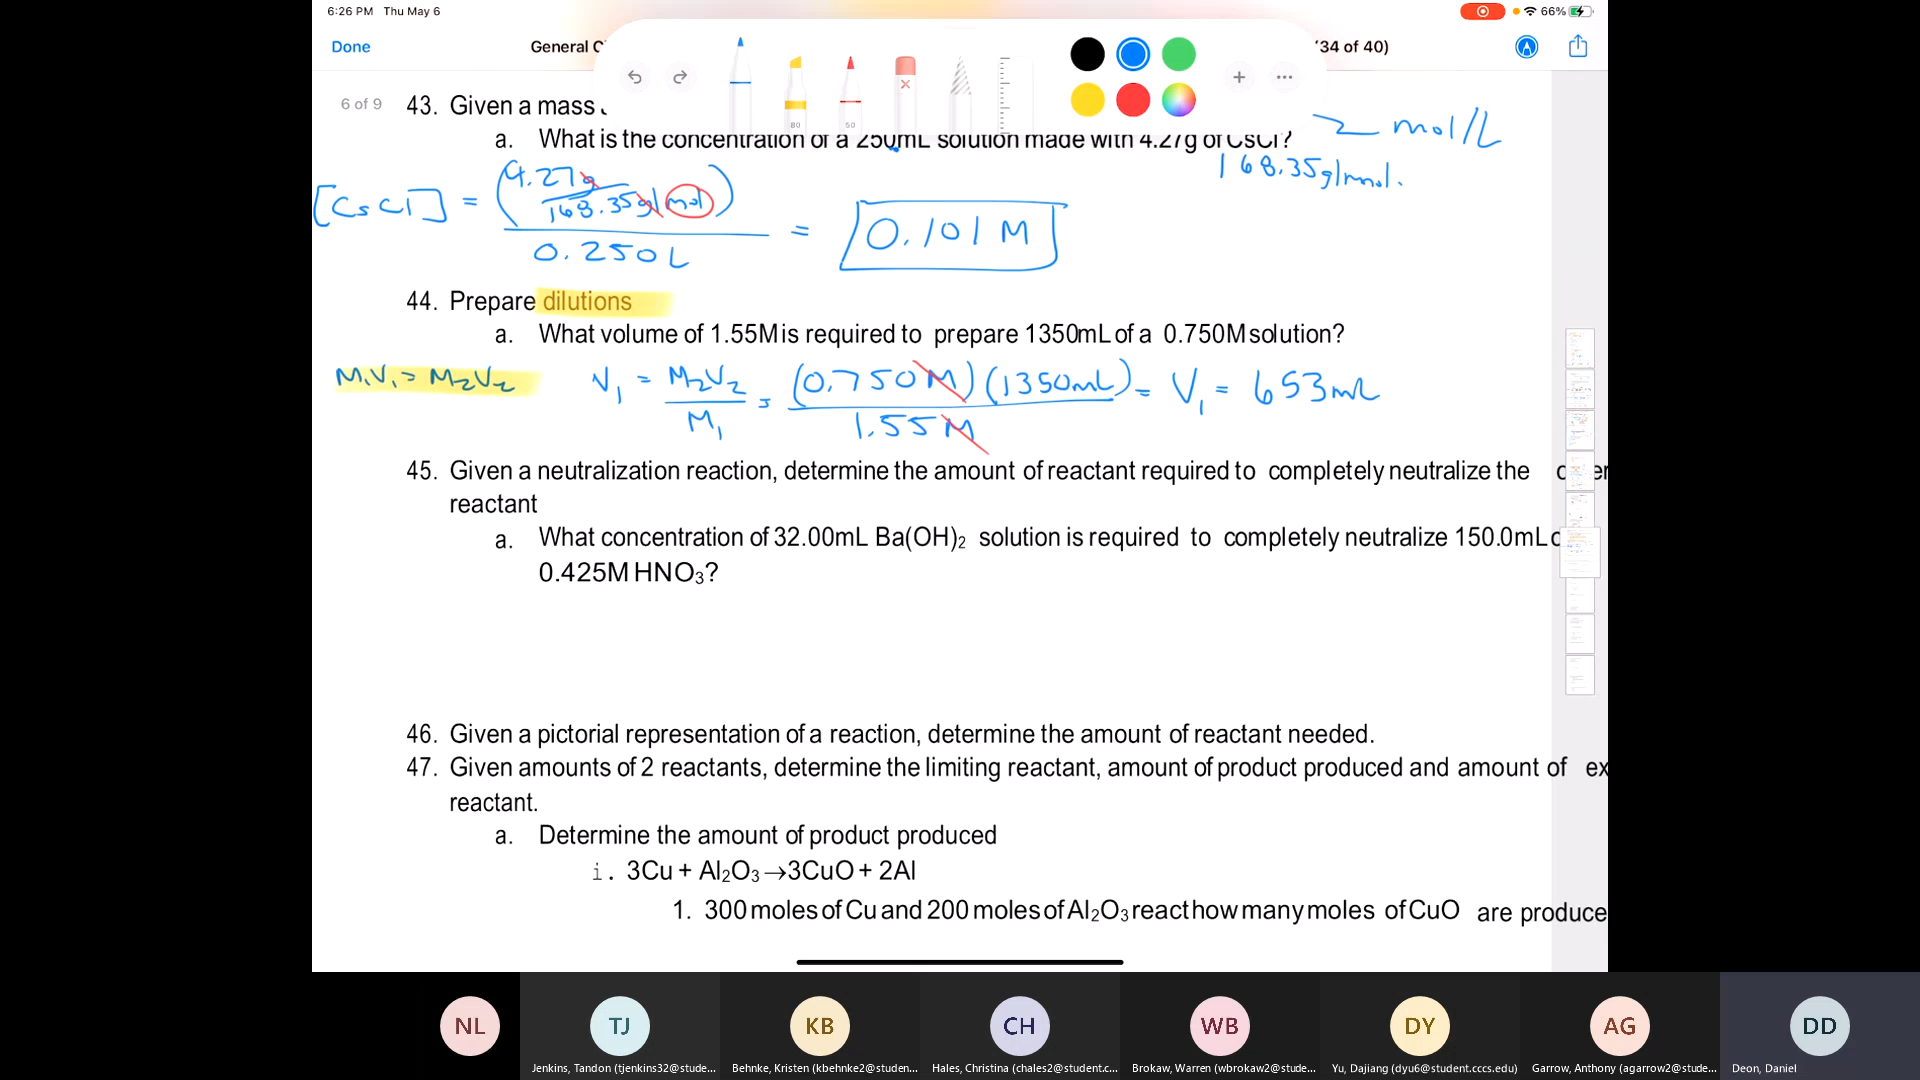 6:26 PM Thu May 6
66%
Done
General C
(34 of 40)
80
50
6 of 9
43. Given a mass
a. What is the concentration of a 250mL solution made with 4.27g of CsCl?
mol/L
168.35g/mol.
[CsCl] = (4.27g / 168.35g/mol) / 0.250L = 0.101 M
44. Prepare dilutions
a. What volume of 1.55M is required to prepare 1350mL of a 0.750M solution?
M₁V₁ = M₂V₂
V₁ = M₂V₂ / M₁ = (0.750M)(1350mL) / 1.55M = V₁ = 653mL
45. Given a neutralization reaction, determine the amount of reactant required to completely neutralize the
reactant
a. What concentration of 32.00mL Ba(OH)₂ solution is required to completely neutralize 150.0mL
0.425M HNO₃?
46. Given a pictorial representation of a reaction, determine the amount of reactant needed.
47. Given amounts of 2 reactants, determine the limiting reactant, amount of product produced and amount of ex
reactant.
a. Determine the amount of product produced
i. 3Cu + Al₂O₃ →3CuO + 2Al
1. 300 moles of Cu and 200 moles of Al₂O₃ react how many moles of CuO are produce
NL TJ KB CH WB DY AG DD
Jenkins, Tandon (tjenkins32@stude...
Behnke, Kristen (kbehnke2@studen...
Hales, Christina (chales2@student.c...
Brokaw, Warren (wbrokaw2@stude...
Yu, Dajiang (dyu6@student.cccs.edu)
Garrow, Anthony (agarrow2@stude...
Deon, Daniel